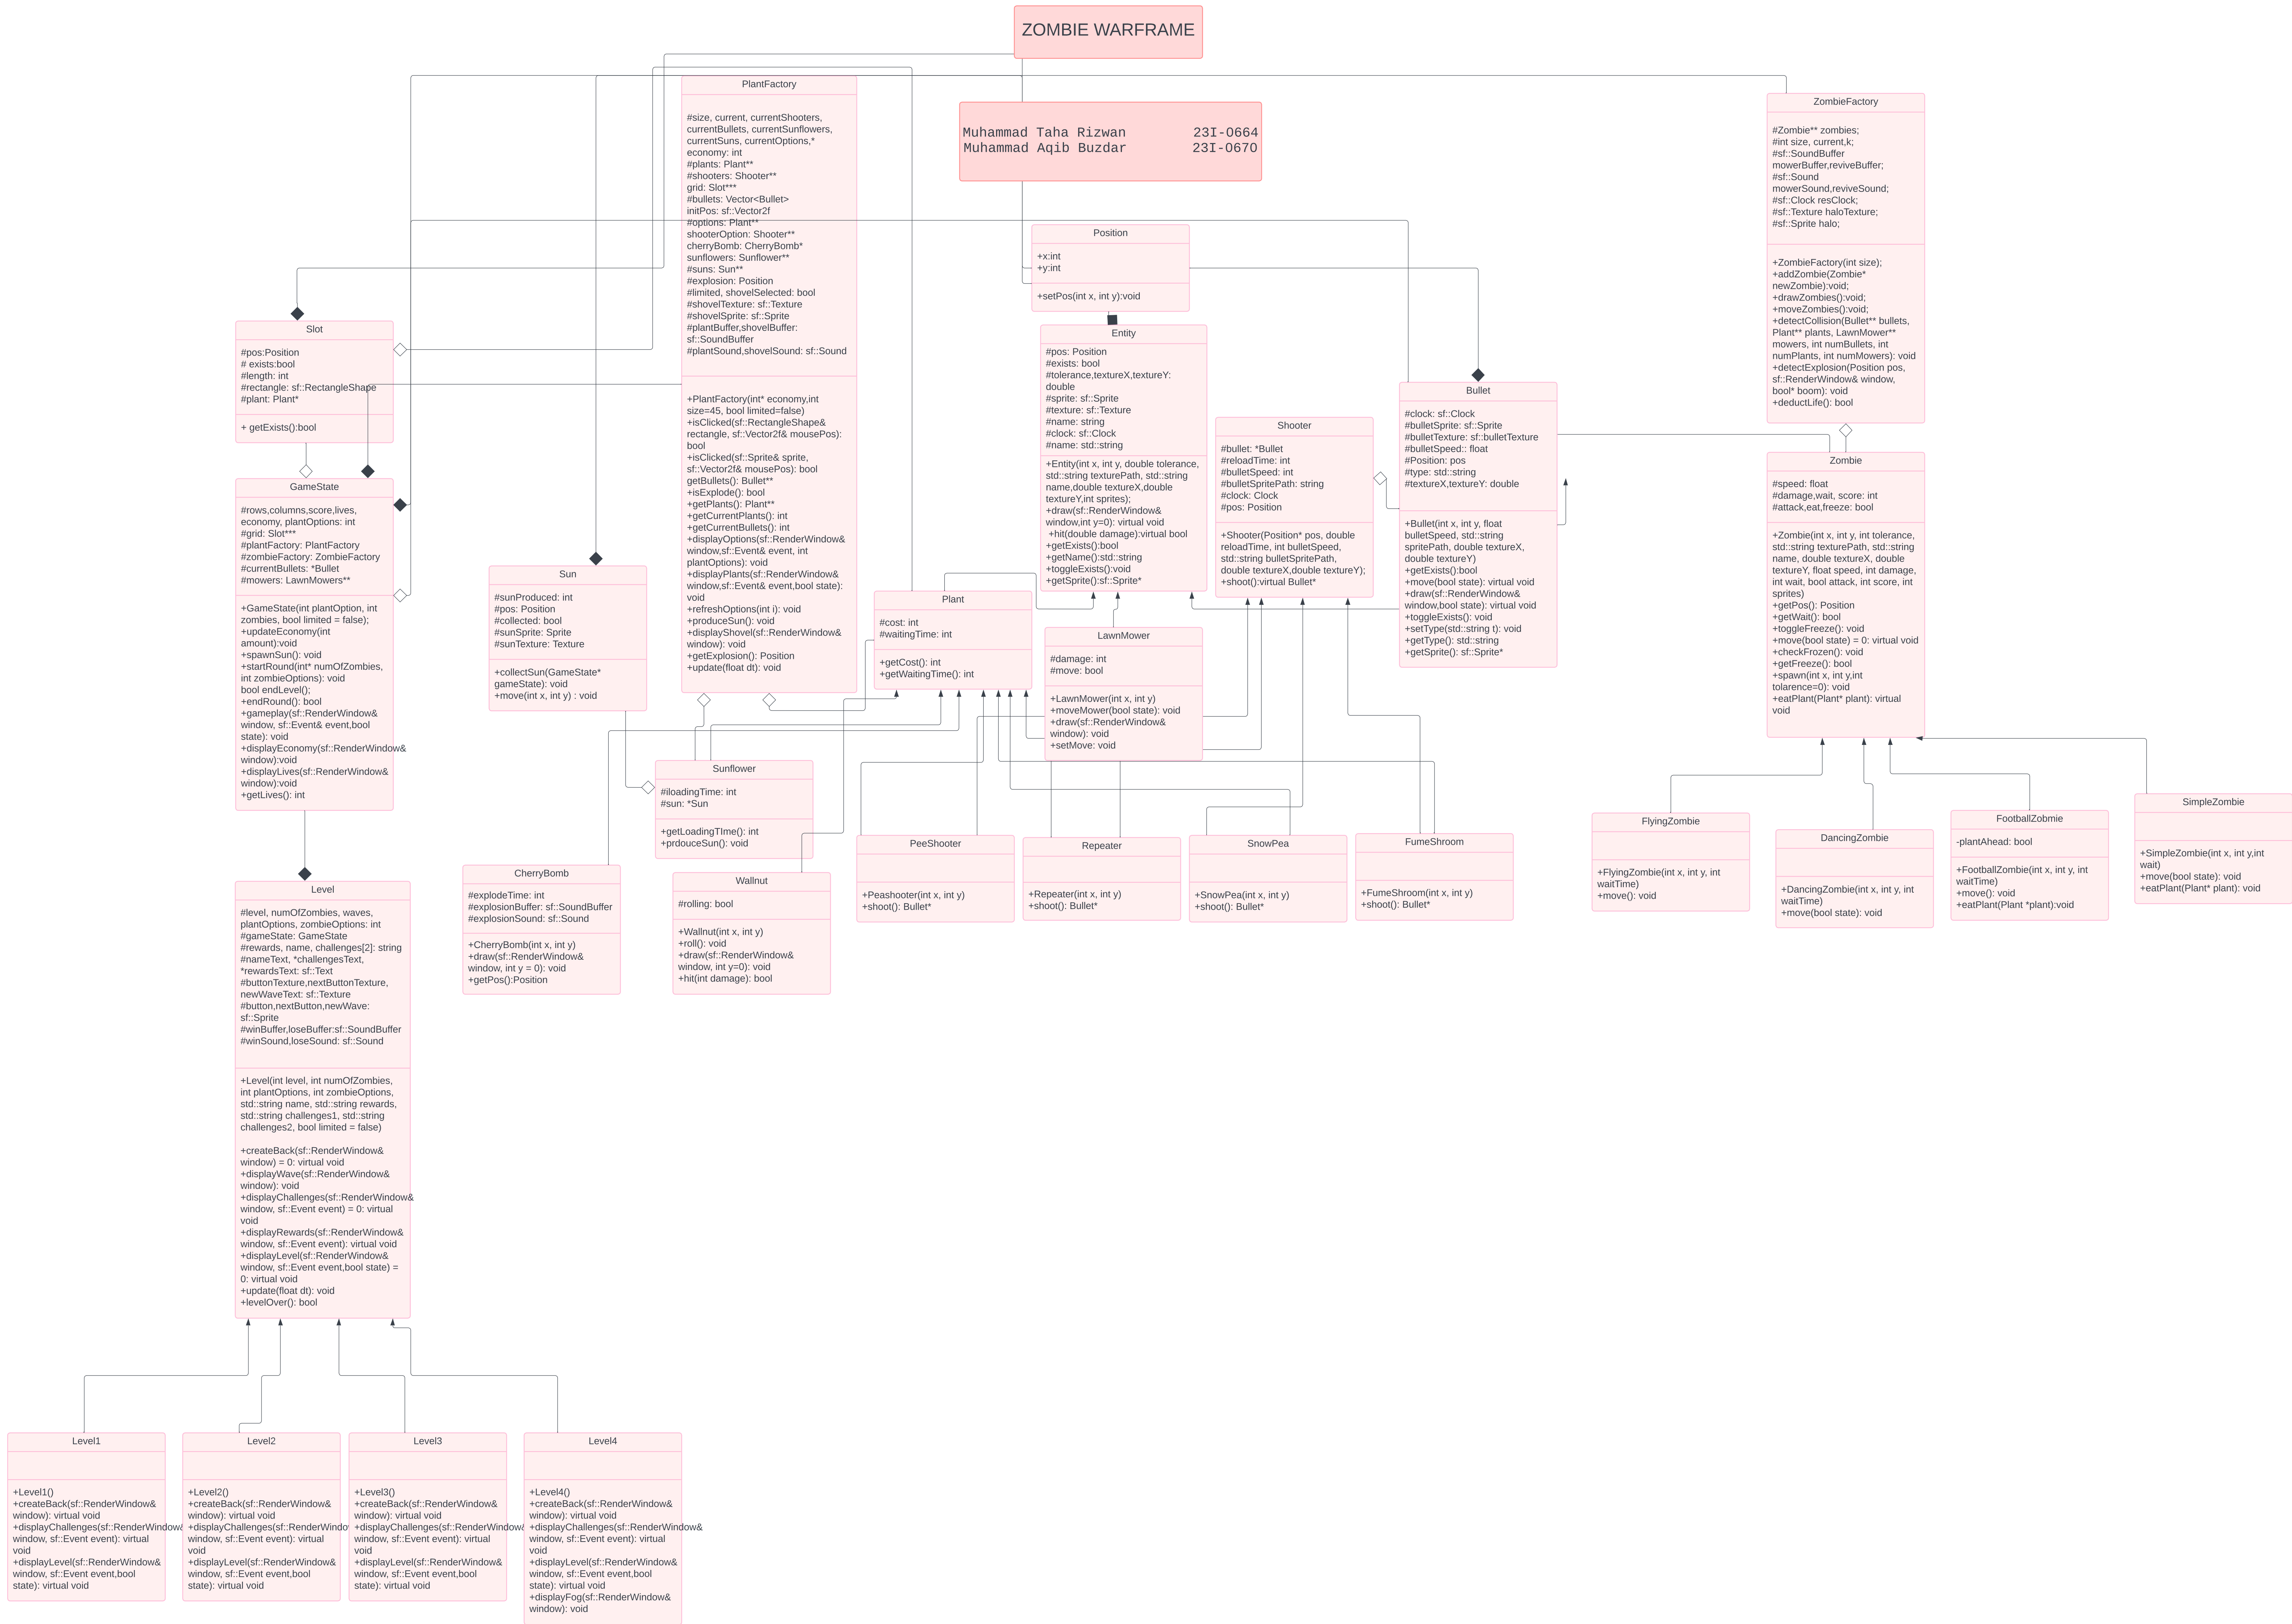 ZOMBIE WARFRAME
Muhammad Taha Rizwan 23I-0664
Muhammad Aqib Buzdar 23I-0670
PlantFactory
#size, current, currentShooters,
currentBullets, currentSunflowers,
currentSuns, currentOptions,*
economy: int
#plants: Plant**
#shooters: Shooter**
grid: Slot***
#bullets: Vector<Bullet>
initPos: sf::Vector2f
#options: Plant**
shooterOption: Shooter**
cherryBomb: CherryBomb*
sunflowers: Sunflower**
#suns: Sun**
#explosion: Position
#limited, shovelSelected: bool
#shovelTexture: sf::Texture
#shovelSprite: sf::Sprite
#plantBuffer,shovelBuffer:
sf::SoundBuffer
#plantSound,shovelSound: sf::Sound
+PlantFactory(int* economy,int
size=45, bool limited=false)
+isClicked(sf::RectangleShape&
rectangle, sf::Vector2f& mousePos):
bool
+isClicked(sf::Sprite& sprite,
sf::Vector2f& mousePos): bool
getBullets(): Bullet**
+isExplode(): bool
+getPlants(): Plant**
+getCurrentPlants(): int
+getCurrentBullets(): int
+displayOptions(sf::RenderWindow&
window,sf::Event& event, int
plantOptions): void
+displayPlants(sf::RenderWindow&
window,sf::Event& event,bool state):
void
+refreshOptions(int i): void
+produceSun(): void
+displayShovel(sf::RenderWindow&
window): void
+getExplosion(): Position
+update(float dt): void
ZombieFactory
#Zombie** zombies;
#int size, current,k;
#sf::SoundBuffer
mowerBuffer,reviveBuffer;
#sf::Sound
mowerSound,reviveSound;
#sf::Clock resClock;
#sf::Texture haloTexture;
#sf::Sprite halo;
+ZombieFactory(int size);
+addZombie(Zombie*
newZombie):void;
+drawZombies():void;
+moveZombies():void;
+detectCollision(Bullet** bullets,
Plant** plants, LawnMower**
mowers, int numBullets, int
numPlants, int numMowers): void
+detectExplosion(Position pos,
sf::RenderWindow& window,
bool* boom): void
+deductLife(): bool
Position
+x:int
+y:int
+setPos(int x, int y):void
Slot
#pos:Position
# exists:bool
#length: int
#rectangle: sf::RectangleShape
#plant: Plant*
+ getExists():bool
Entity
#pos: Position
#exists: bool
#tolerance,textureX,textureY:
double
#sprite: sf::Sprite
#texture: sf::Texture
#name: string
#clock: sf::Clock
#name: std::string
+Entity(int x, int y, double tolerance,
std::string texturePath, std::string
name,double textureX,double
textureY,int sprites);
+draw(sf::RenderWindow&
window,int y=0): virtual void
+hit(double damage):virtual bool
+getExists():bool
+getName():std::string
+toggleExists():void
+getSprite():sf::Sprite*
Shooter
#bullet: *Bullet
#reloadTime: int
#bulletSpeed: int
#bulletSpritePath: string
#clock: Clock
#pos: Position
+Shooter(Position* pos, double
reloadTime, int bulletSpeed,
std::string bulletSpritePath,
double textureX,double textureY);
+shoot():virtual Bullet*
Bullet
#clock: sf::Clock
#bulletSprite: sf::Sprite
#bulletTexture: sf::bulletTexture
#bulletSpeed:: float
#Position: pos
#type: std::string
#textureX,textureY: double
+Bullet(int x, int y, float
bulletSpeed, std::string
spritePath, double textureX,
double textureY)
+getExists():bool
+move(bool state): virtual void
+draw(sf::RenderWindow&
window,bool state): virtual void
+toggleExists(): void
+setType(std::string t): void
+getType(): std::string
+getSprite(): sf::Sprite*
Zombie
#speed: float
#damage,wait, score: int
#attack,eat,freeze: bool
+Zombie(int x, int y, int tolerance,
std::string texturePath, std::string
name, double textureX, double
textureY, float speed, int damage,
int wait, bool attack, int score, int
sprites)
+getPos(): Position
+getWait(): bool
+toggleFreeze(): void
+move(bool state) = 0: virtual void
+checkFrozen(): void
+getFreeze(): bool
+spawn(int x, int y,int
tolarence=0): void
+eatPlant(Plant* plant): virtual
void
GameState
#rows,columns,score,lives,
economy, plantOptions: int
#grid: Slot***
#plantFactory: PlantFactory
#zombieFactory: ZombieFactory
#currentBullets: *Bullet
#mowers: LawnMowers**
+GameState(int plantOption, int
zombies, bool limited = false);
+updateEconomy(int
amount):void
+spawnSun(): void
+startRound(int* numOfZombies,
int zombieOptions): void
bool endLevel();
+endRound(): bool
+gameplay(sf::RenderWindow&
window, sf::Event& event,bool
state): void
+displayEconomy(sf::RenderWindow&
window):void
+displayLives(sf::RenderWindow&
window):void
+getLives(): int
Sun
#sunProduced: int
#pos: Position
#collected: bool
#sunSprite: Sprite
#sunTexture: Texture
+collectSun(GameState*
gameState): void
+move(int x, int y) : void
Plant
#cost: int
#waitingTime: int
+getCost(): int
+getWaitingTime(): int
LawnMower
#damage: int
#move: bool
+LawnMower(int x, int y)
+moveMower(bool state): void
+draw(sf::RenderWindow&
window): void
+setMove: void
Sunflower
#iloadingTime: int
#sun: *Sun
+getLoadingTIme(): int
+prdouceSun(): void
CherryBomb
#explodeTime: int
#explosionBuffer: sf::SoundBuffer
#explosionSound: sf::Sound
+CherryBomb(int x, int y)
+draw(sf::RenderWindow&
window, int y = 0): void
+getPos():Position
Wallnut
#rolling: bool
+Wallnut(int x, int y)
+roll(): void
+draw(sf::RenderWindow&
window, int y=0): void
+hit(int damage): bool
PeeShooter
+Peashooter(int x, int y)
+shoot(): Bullet*
Repeater
+Repeater(int x, int y)
+shoot(): Bullet*
SnowPea
+SnowPea(int x, int y)
+shoot(): Bullet*
FumeShroom
+FumeShroom(int x, int y)
+shoot(): Bullet*
FlyingZombie
+FlyingZombie(int x, int y, int
waitTime)
+move(): void
DancingZombie
+DancingZombie(int x, int y, int
waitTime)
+move(bool state): void
FootballZobmie
-plantAhead: bool
+FootballZombie(int x, int y, int
waitTime)
+move(): void
+eatPlant(Plant *plant):void
SimpleZombie
+SimpleZombie(int x, int y,int
wait)
+move(bool state): void
+eatPlant(Plant* plant): void
Level
#level, numOfZombies, waves,
plantOptions, zombieOptions: int
#gameState: GameState
#rewards, name, challenges[2]: string
#nameText, *challengesText,
*rewardsText: sf::Text
#buttonTexture,nextButtonTexture,
newWaveText: sf::Texture
#button,nextButton,newWave:
sf::Sprite
#winBuffer,loseBuffer:sf::SoundBuffer
#winSound,loseSound: sf::Sound
+Level(int level, int numOfZombies,
int plantOptions, int zombieOptions,
std::string name, std::string rewards,
std::string challenges1, std::string
challenges2, bool limited = false)
+createBack(sf::RenderWindow&
window) = 0: virtual void
+displayWave(sf::RenderWindow&
window): void
+displayChallenges(sf::RenderWindow&
window, sf::Event event) = 0: virtual
void
+displayRewards(sf::RenderWindow&
window, sf::Event event): virtual void
+displayLevel(sf::RenderWindow&
window, sf::Event event,bool state) =
0: virtual void
+update(float dt): void
+levelOver(): bool
Level1
+Level1()
+createBack(sf::RenderWindow&
window): virtual void
+displayChallenges(sf::RenderWindow&
window, sf::Event event): virtual
void
+displayLevel(sf::RenderWindow&
window, sf::Event event,bool
state): virtual void
Level2
+Level2()
+createBack(sf::RenderWindow&
window): virtual void
+displayChallenges(sf::RenderWindow
window, sf::Event event): virtual
void
+displayLevel(sf::RenderWindow&
window, sf::Event event,bool
state): virtual void
Level3
+Level3()
+createBack(sf::RenderWindow&
window): virtual void
+displayChallenges(sf::RenderWindow&
window, sf::Event event): virtual
void
+displayLevel(sf::RenderWindow&
window, sf::Event event,bool
state): virtual void
Level4
+Level4()
+createBack(sf::RenderWindow&
window): virtual void
+displayChallenges(sf::RenderWindow&
window, sf::Event event): virtual
void
+displayLevel(sf::RenderWindow&
window, sf::Event event,bool
state): virtual void
+displayFog(sf::RenderWindow&
window): void